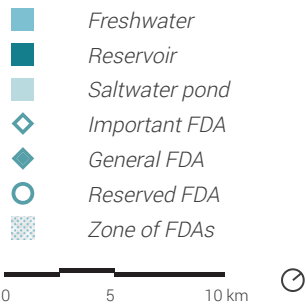 Freshwater
Reservoir
Saltwater pond
Important FDA
General FDA
Reserved FDA
Zone of FDAs
0 5 10 km